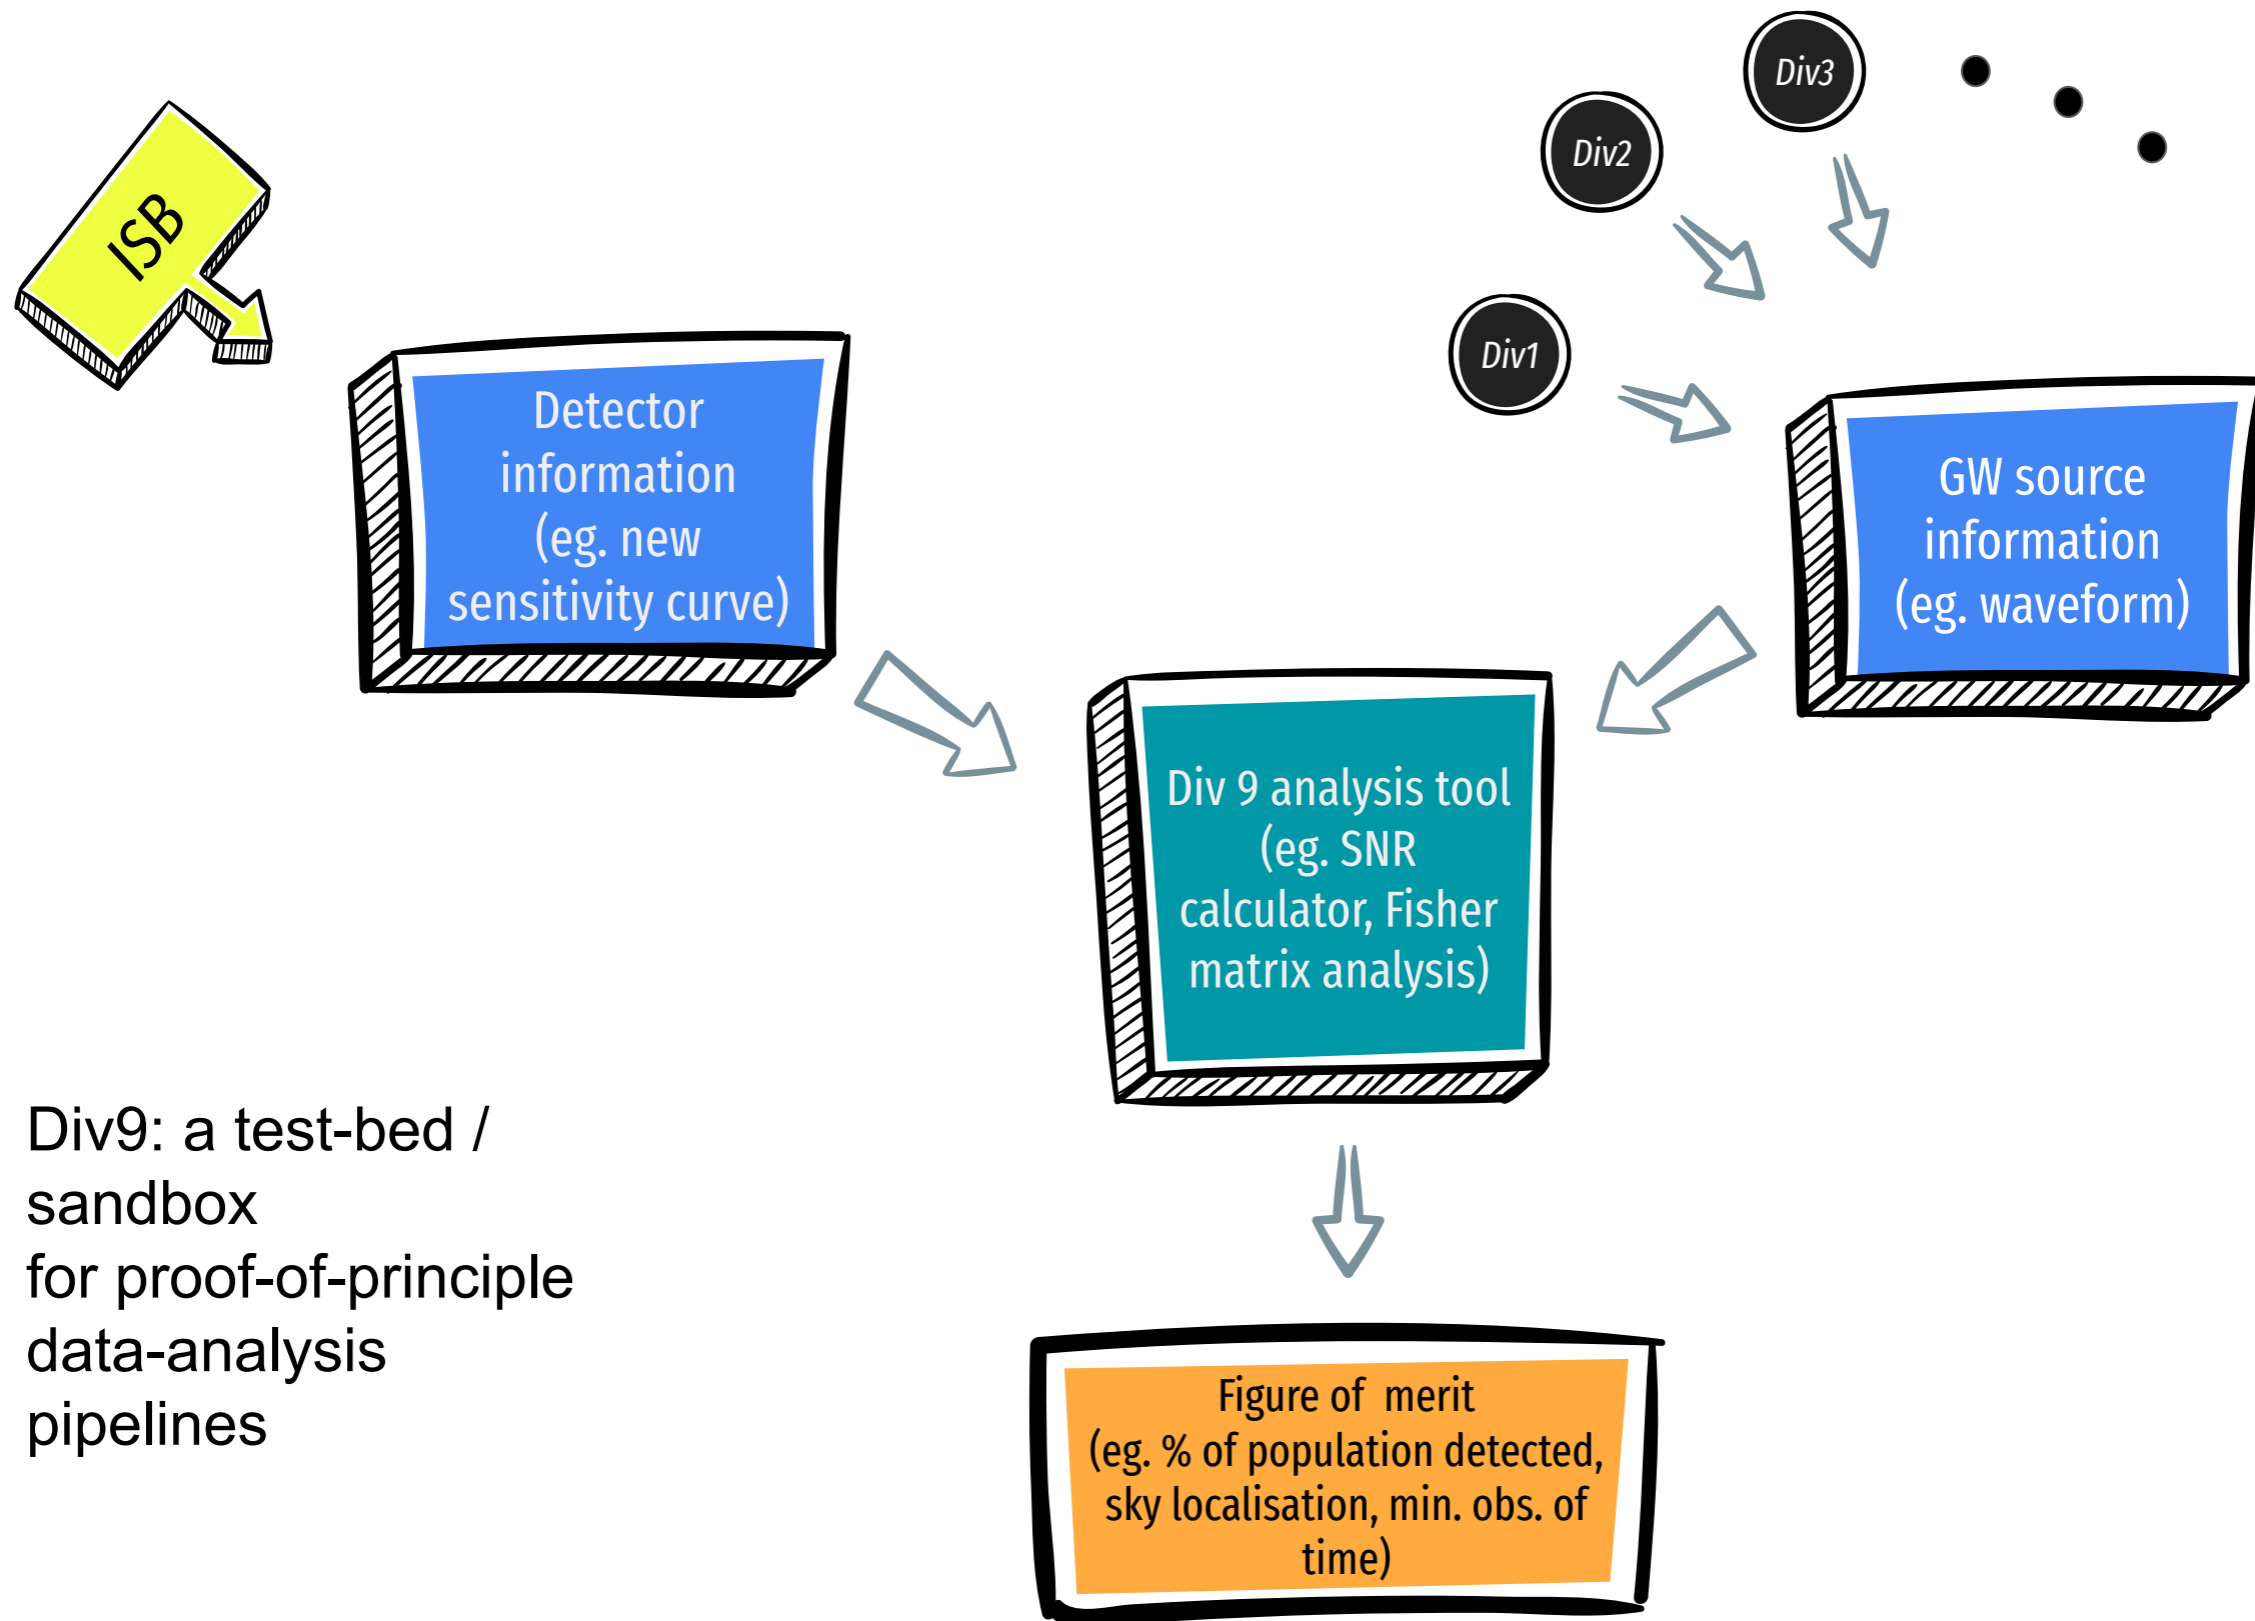 Div3
Div2
ISB
Div1
Detector
information
(eg. new
sensitivity curve)
GW source
information
(eg. waveform)
Div 9 analysis tool
(eg. SNR
calculator, Fisher
matrix analysis)
Div9: a test-bed /
sandbox
for proof-of-principle
data-analysis
pipelines
Figure of merit
(eg. % of population detected,
sky localisation, min. obs. of
time)